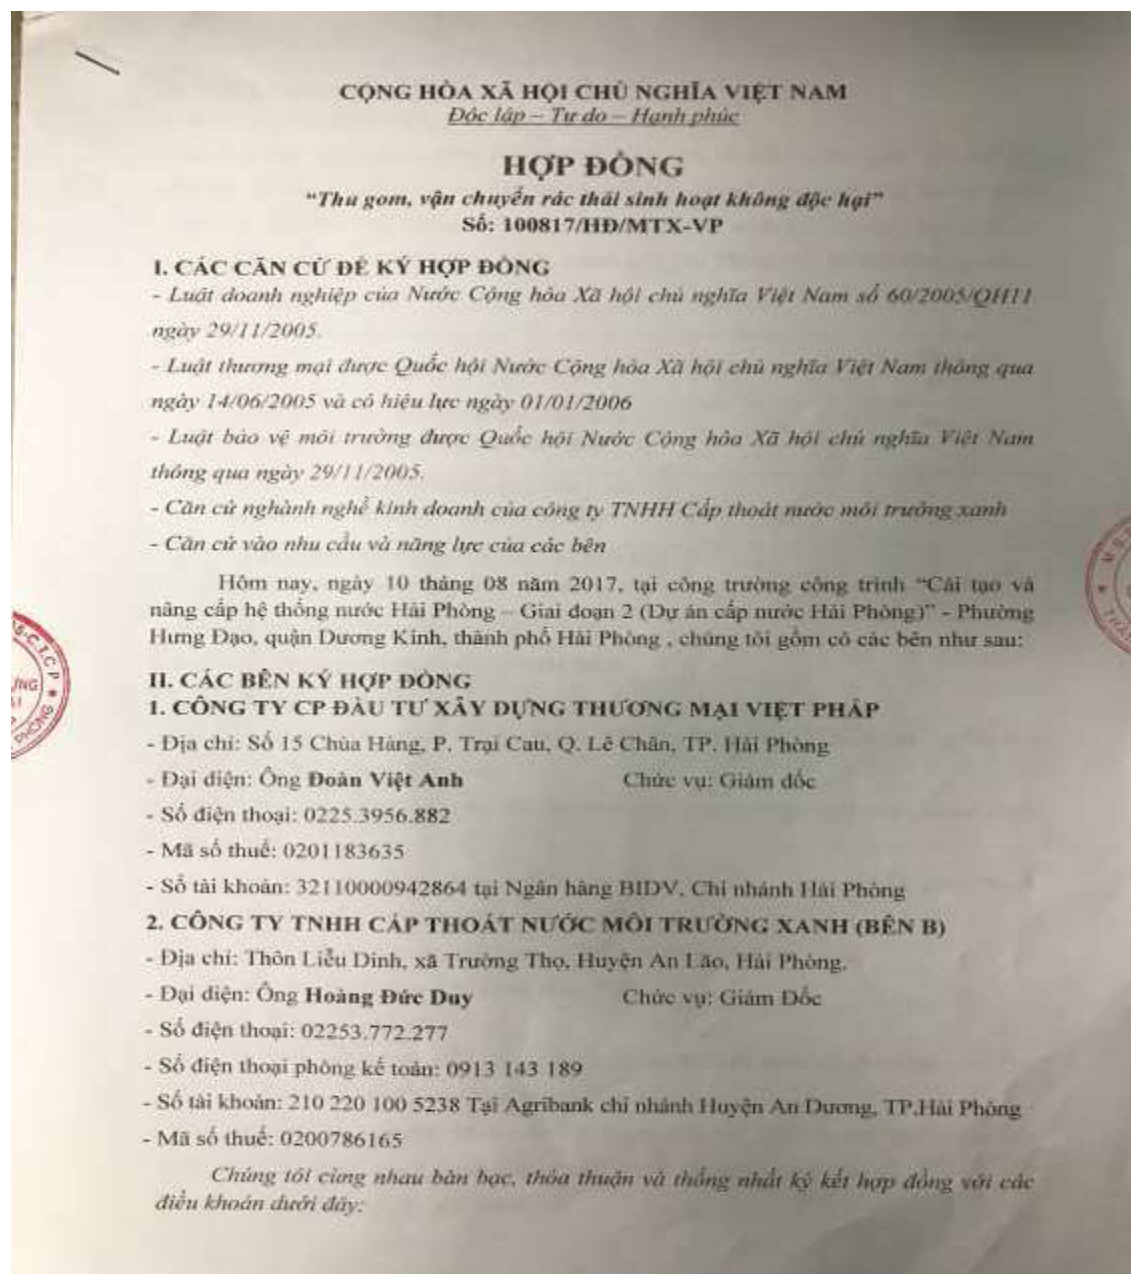 CỘNG HÒA XÃ HỘI CHỦ NGHĨA VIỆT NAM
Độc lập – Tự do – Hạnh phúc
HỢP ĐỒNG
“Thu gom, vận chuyển rác thải sinh hoạt không độc hại”
Số: 100817/HĐ/MTX-VP
I. CÁC CĂN CỨ ĐỂ KÝ HỢP ĐỒNG
- Luật doanh nghiệp của Nước Cộng hòa Xã hội chủ nghĩa Việt Nam số 60/2005/QH11
ngày 29/11/2005.
- Luật thương mại được Quốc hội Nước Cộng hòa Xã hội chủ nghĩa Việt Nam thông qua
ngày 14/06/2005 và có hiệu lực ngày 01/01/2006
- Luật bảo vệ môi trường được Quốc hội Nước Cộng hòa Xã hội chủ nghĩa Việt Nam
thông qua ngày 29/11/2005.
- Căn cứ nghành nghề kinh doanh của công ty TNHH Cấp thoát nước môi trường xanh
- Căn cứ vào nhu cầu và năng lực của các bên
Hôm nay, ngày 10 tháng 08 năm 2017, tại công trường công trình “Cải tạo và
nâng cấp hệ thống nước Hải Phòng – Giai đoạn 2 (Dự án cấp nước Hải Phòng)” - Phường
Hưng Đạo, quận Dương Kinh, thành phố Hải Phòng , chúng tôi gồm có các bên như sau:
II. CÁC BÊN KÝ HỢP ĐỒNG
1. CÔNG TY CP ĐẦU TƯ XÂY DỰNG THƯƠNG MẠI VIỆT PHÁP
- Địa chỉ: Số 15 Chùa Hàng, P. Trại Cau, Q. Lê Chân, TP. Hải Phòng
- Đại diện: Ông Đoàn Việt Anh Chức vụ: Giám đốc
- Số điện thoại: 0225.3956.882
- Mã số thuế: 0201183635
- Số tài khoản: 32110000942864 tại Ngân hàng BIDV, Chi nhánh Hải Phòng
2. CÔNG TY TNHH CẤP THOÁT NƯỚC MÔI TRƯỜNG XANH (BÊN B)
- Địa chỉ: Thôn Liễu Dinh, xã Trường Thọ, Huyện An Lão, Hải Phòng.
- Đại diện: Ông Hoàng Đức Duy Chức vụ: Giám Đốc
- Số điện thoại: 02253.772.277
- Số điện thoại phòng kế toán: 0913 143 189
- Số tài khoản: 210 220 100 5238 Tại Agribank chi nhánh Huyện An Dương, TP.Hải Phòng
- Mã số thuế: 0200786165
Chúng tôi cùng nhau bàn bạc, thỏa thuận và thống nhất ký kết hợp đồng với các
điều khoản dưới đây: